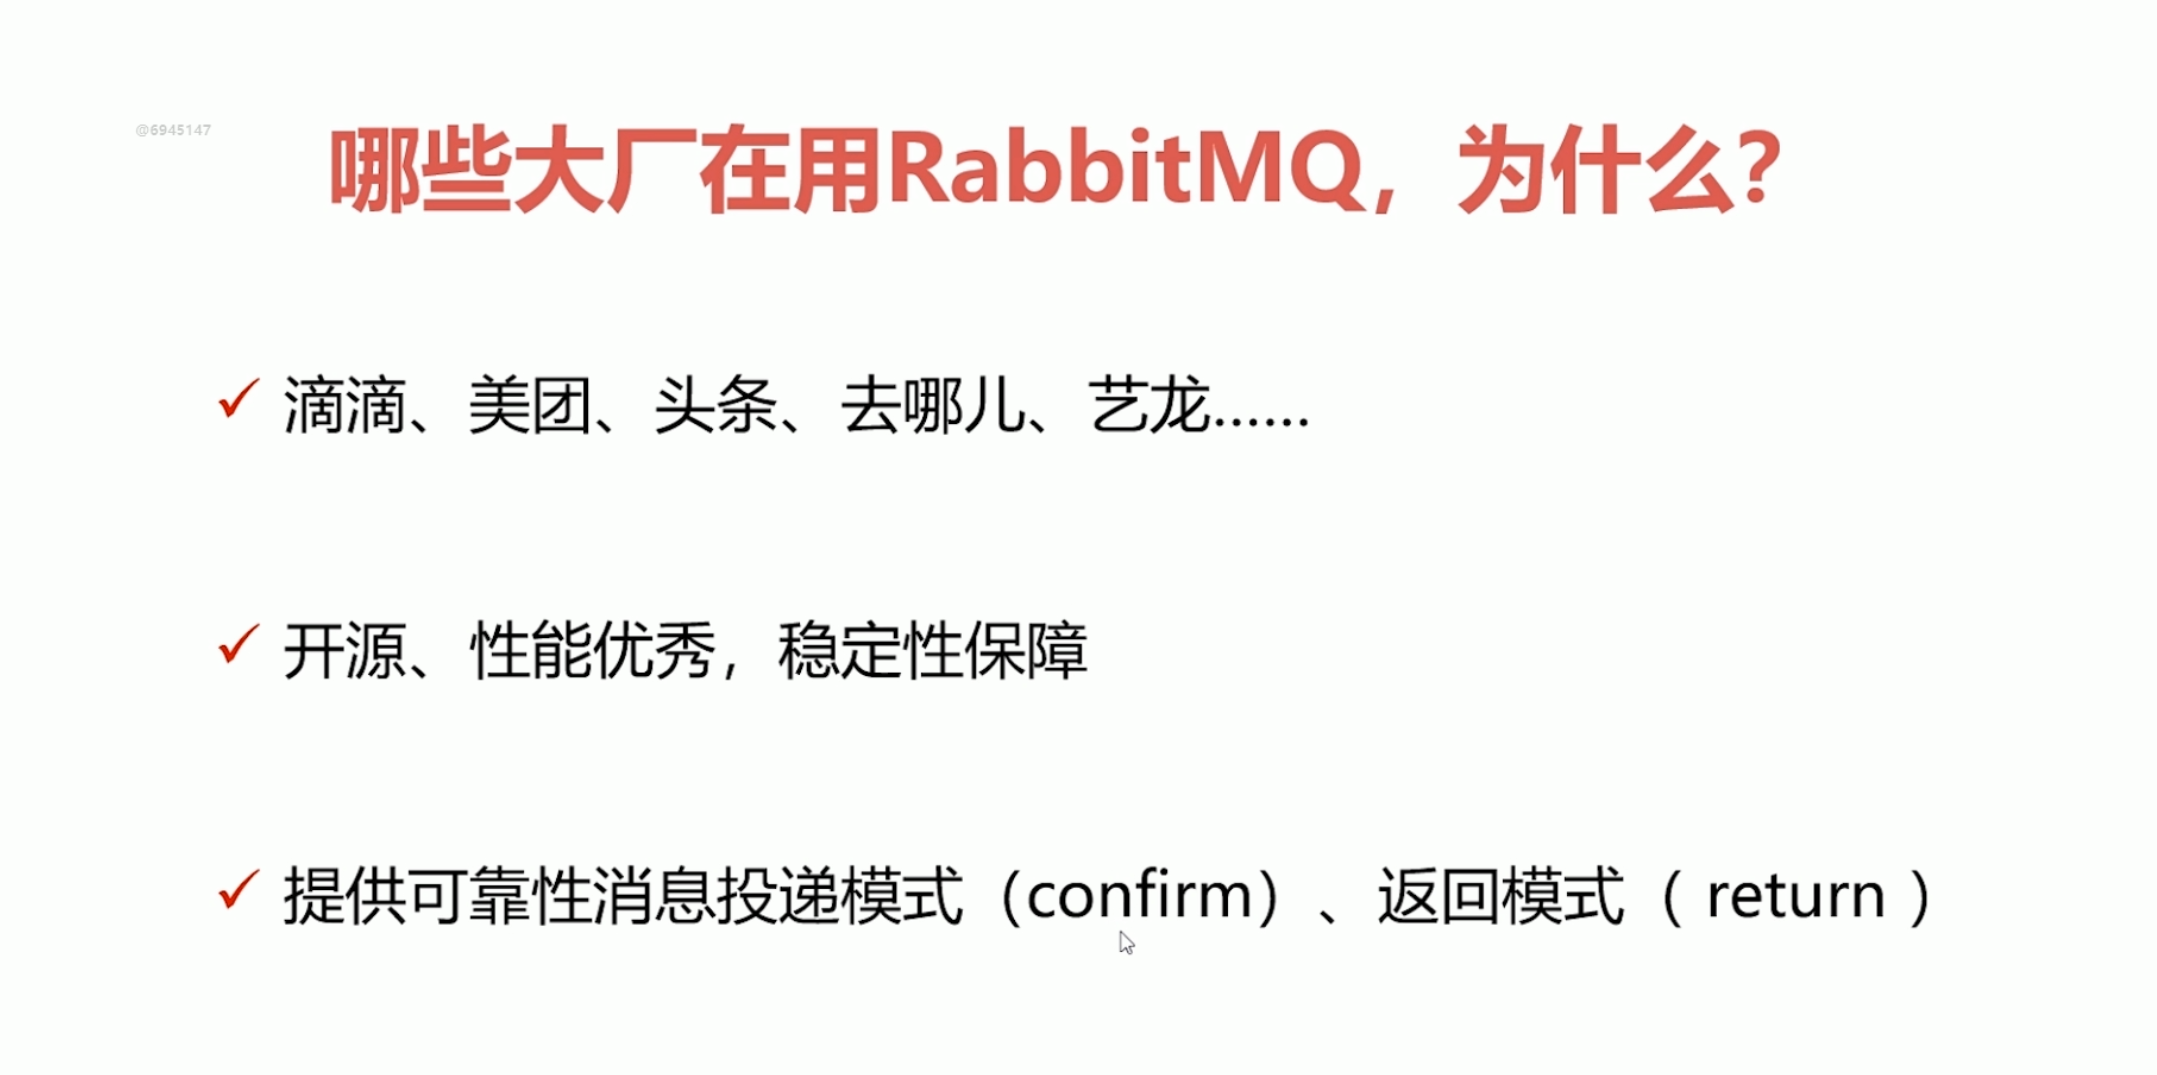 @6945147
哪些大厂在用RabbitMQ，为什么？
滴滴、美团、头条、去哪儿、艺龙……
开源、性能优秀，稳定性保障
提供可靠性消息投递模式（confirm）、返回模式（ return ）